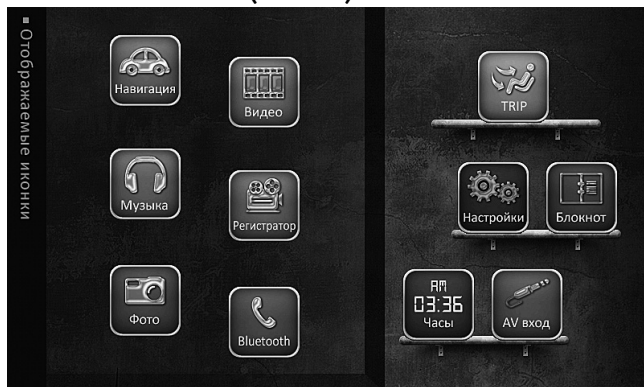 Отображаемые иконки
Навигация
Видео
Музыка
Регистратор
Фото
Bluetooth
TRIP
Настройки
Блокнот
AM
03:36
Часы
AV вход